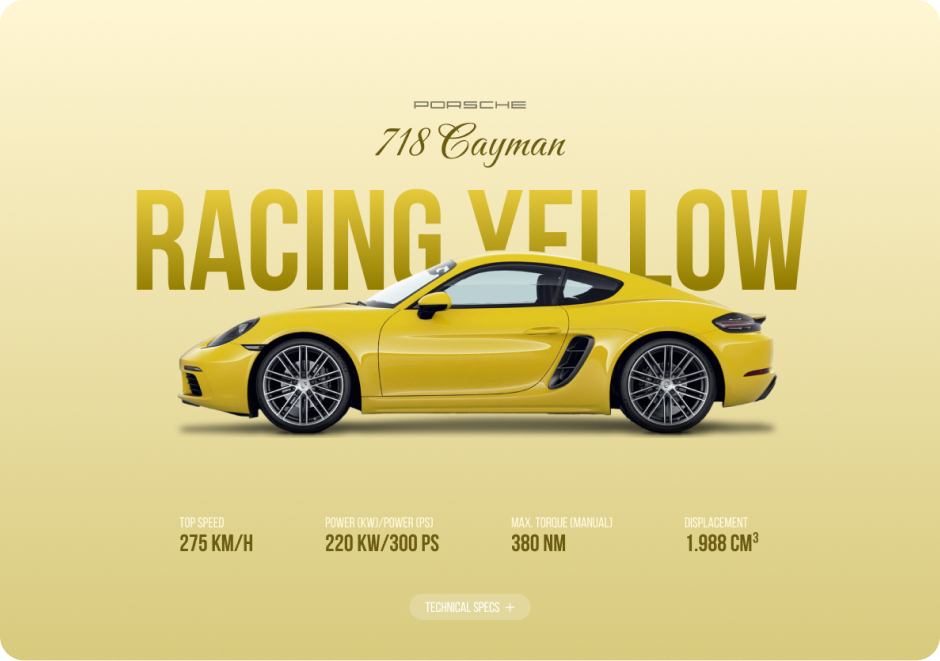 PORSCHE
718 Cayman
RACING YELLOW
TOP SPEED
275 KM/H
POWER (KW)/POWER (PS)
220 KW/300 PS
MAX. TORQUE (MANUAL)
380 NM
DISPLACEMENT
1.988 CM³
TECHNICAL SPECS +